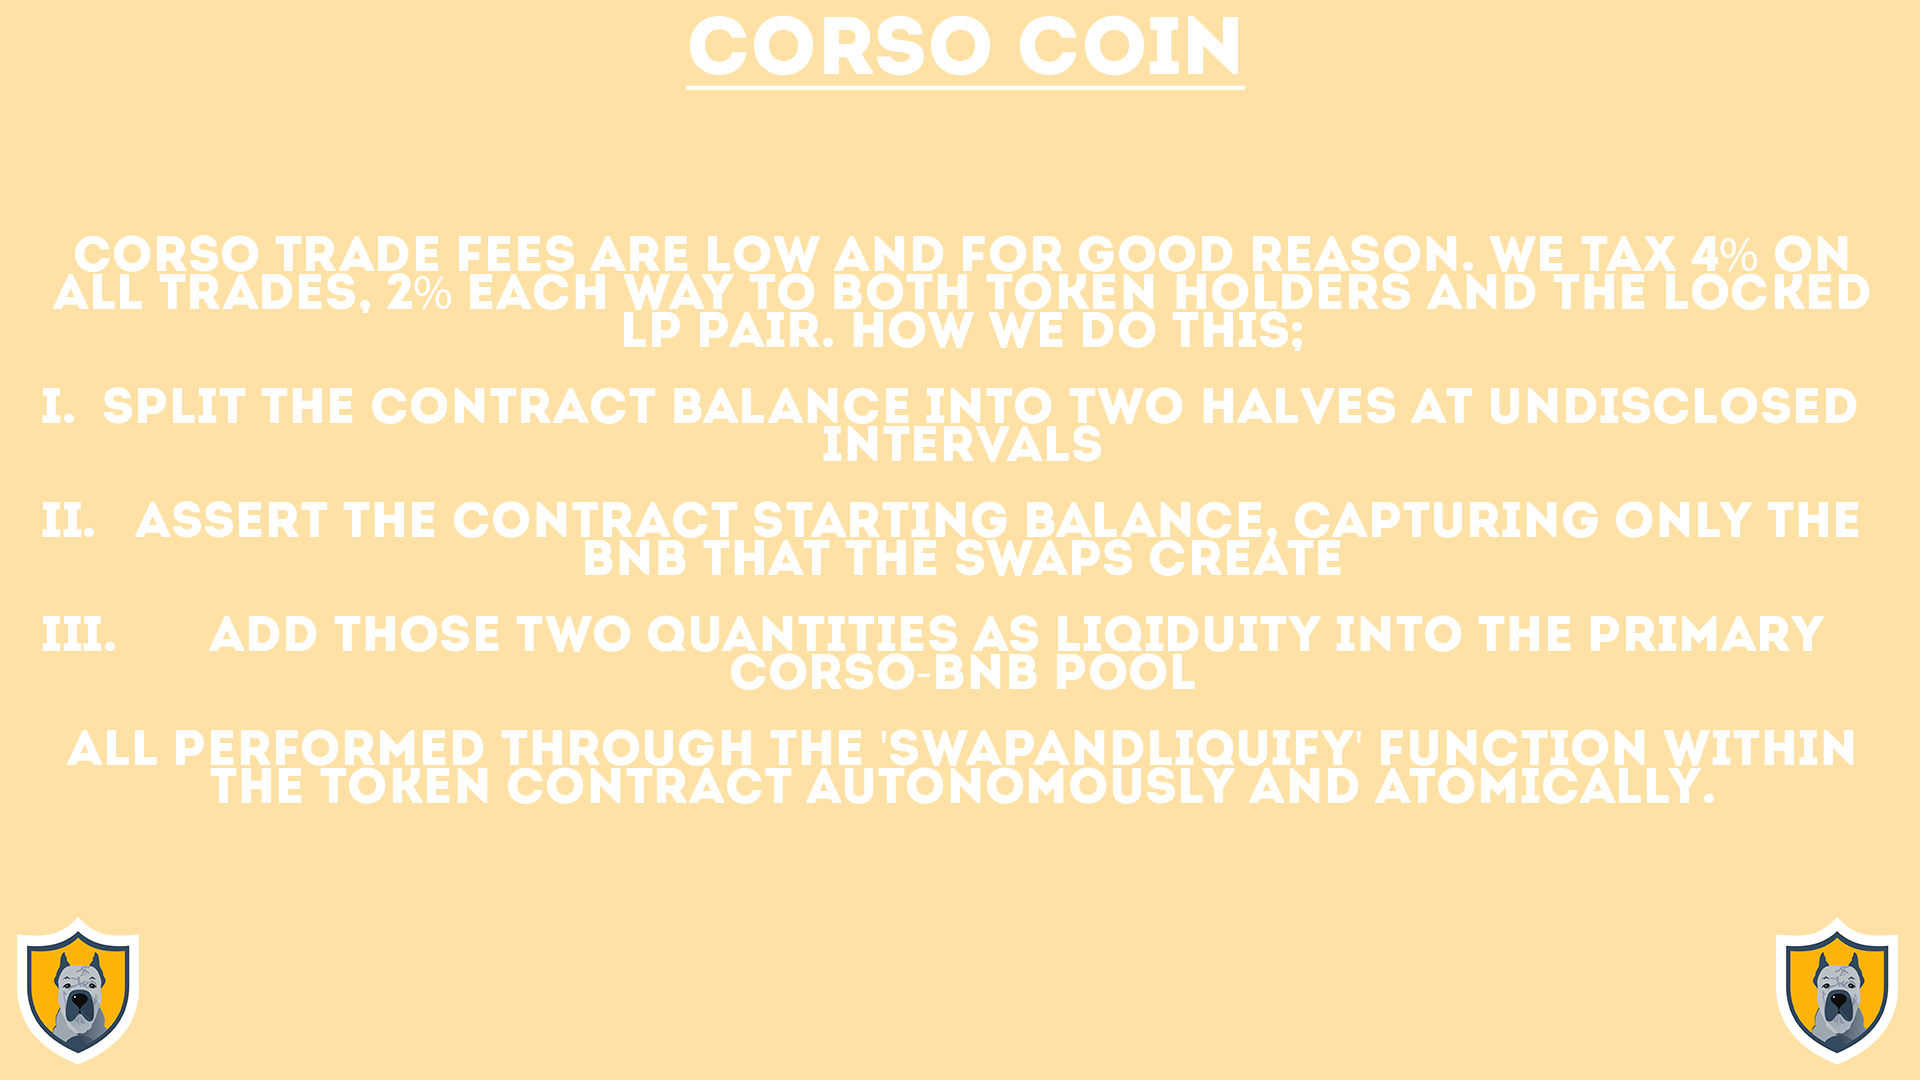 CORSO COIN
CORSO TRADE FEES ARE LOW AND FOR GOOD REASON. WE TAX 4% ON
ALL TRADES, 2% EACH WAY TO BOTH TOKEN HOLDERS AND THE LOCKED
LP PAIR. HOW WE DO THIS;
I. SPLIT THE CONTRACT BALANCE INTO TWO HALVES AT UNDISCLOSED
INTERVALS
II. ASSERT THE CONTRACT STARTING BALANCE, CAPTURING ONLY THE
BNB THAT THE SWAPS CREATE
III. ADD THOSE TWO QUANTITIES AS LIQIDUITY INTO THE PRIMARY
CORSO-BNB POOL
ALL PERFORMED THROUGH THE 'SWAPANDLIQUIFY' FUNCTION WITHIN
THE TOKEN CONTRACT AUTONOMOUSLY AND ATOMICALLY.